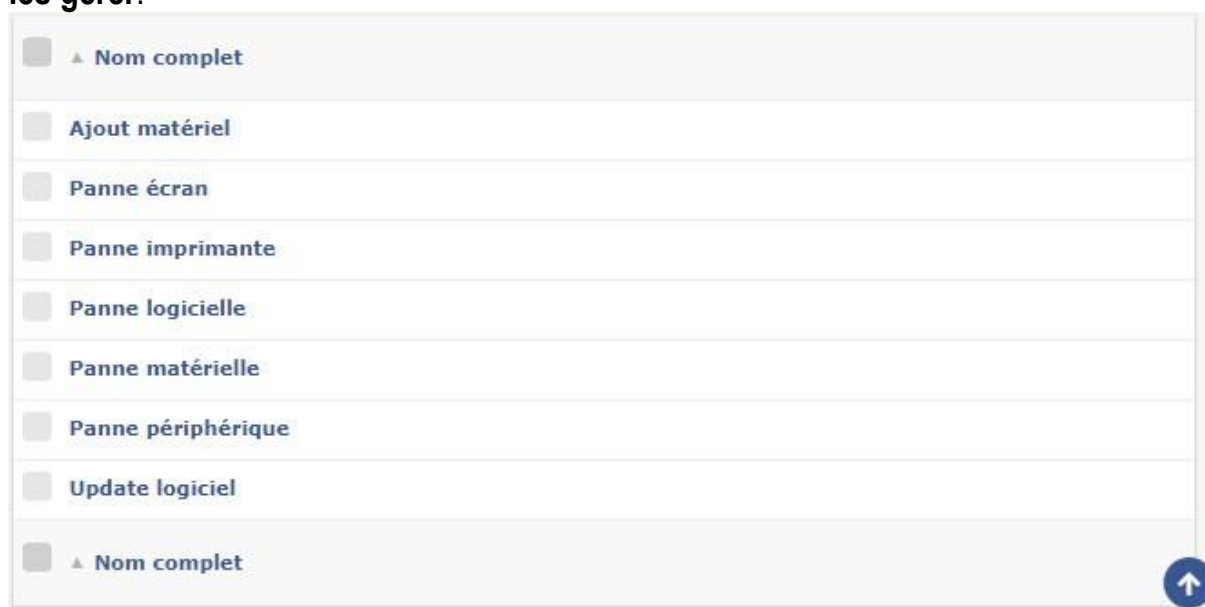 les gérer.
▲ Nom complet
Ajout matériel
Panne écran
Panne imprimante
Panne logicielle
Panne matérielle
Panne périphérique
Update logiciel
▲ Nom complet